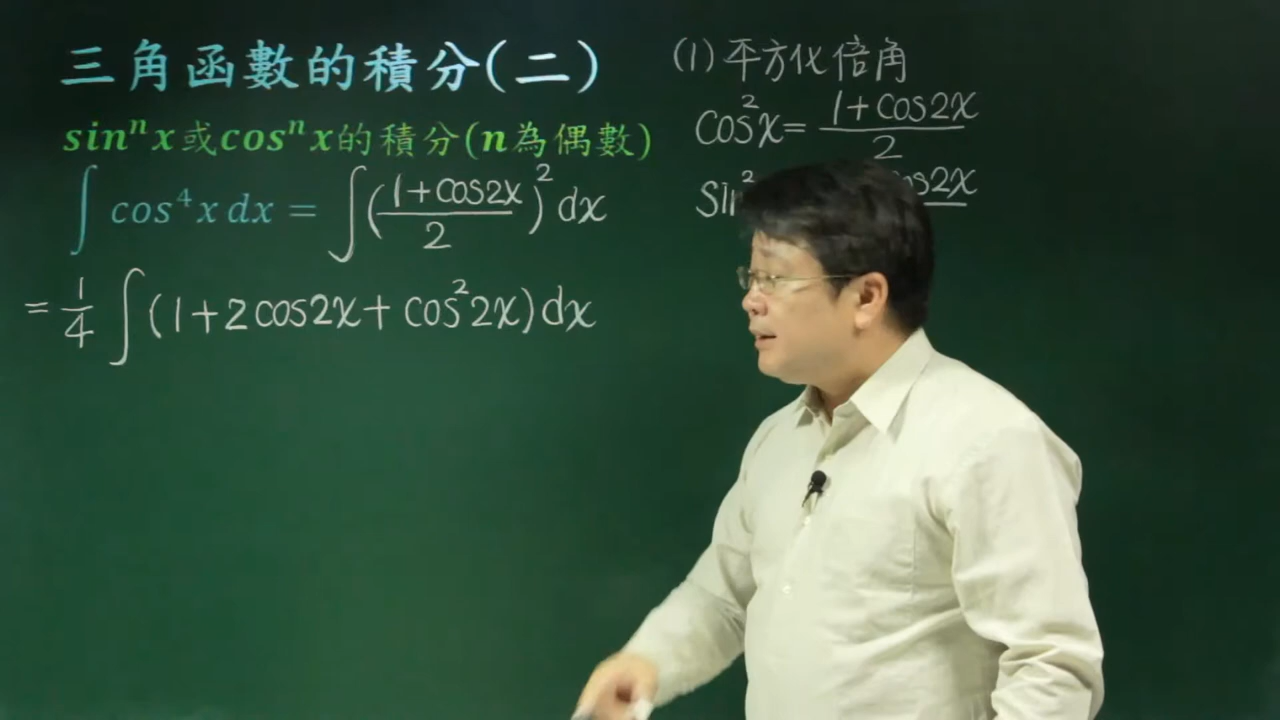 三角函數的積分(二)
sinⁿx或cosⁿx的積分(n為偶數)
∫ cos⁴x dx = ∫ ((1+cos2x)/2)² dx
= 1/4 ∫ (1+2cos2x+cos²2x)dx
(1)平方化倍角
cos²x = (1+cos2x)/2
sin² cos2x